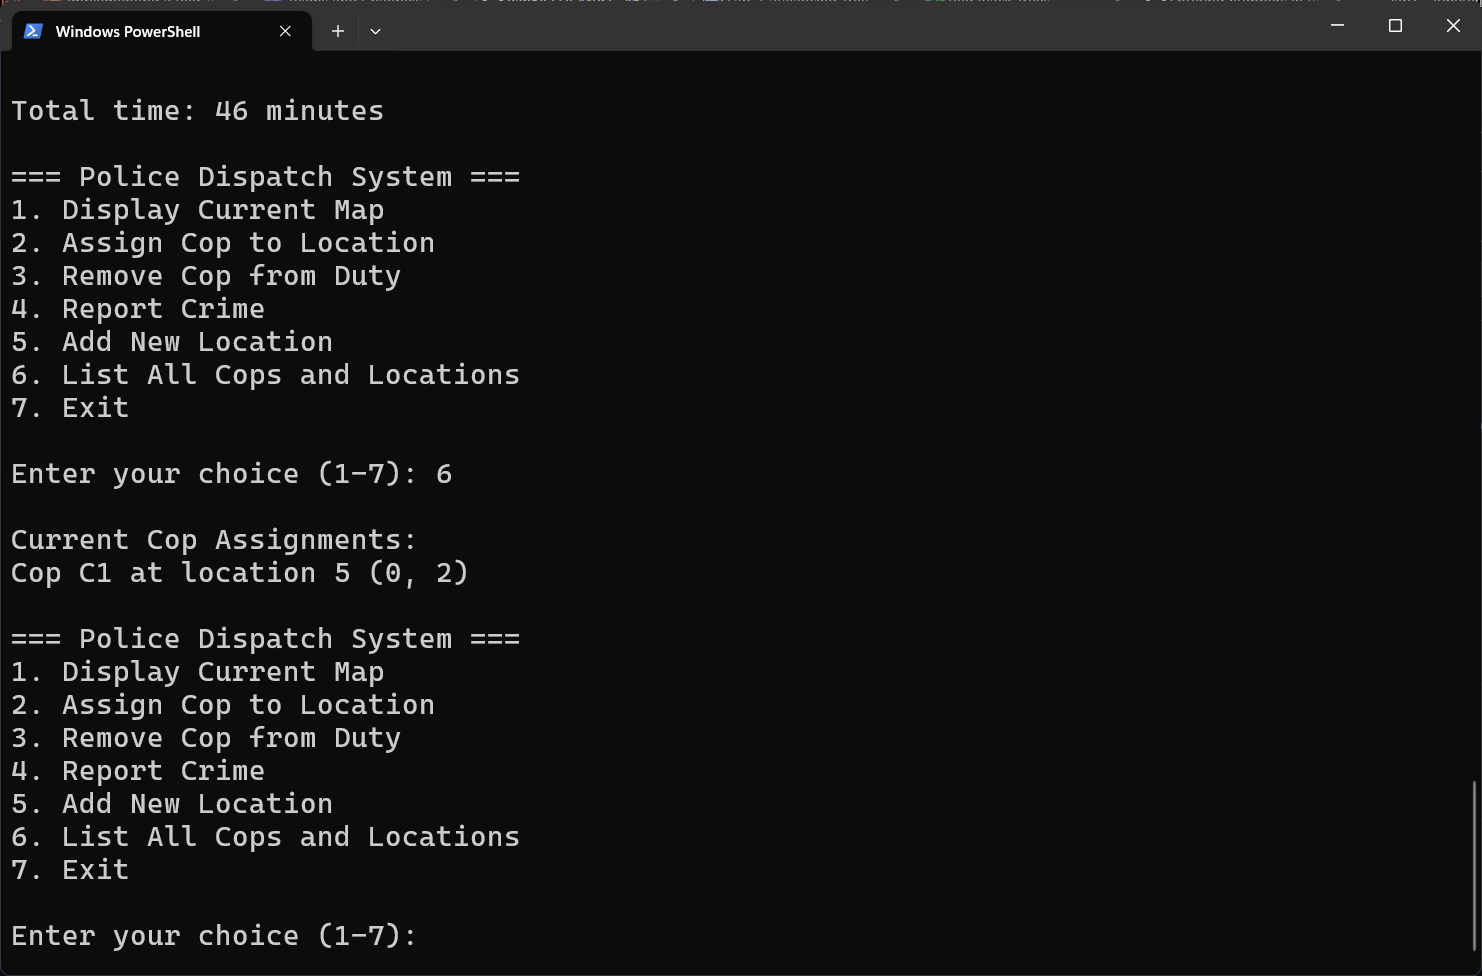 Windows PowerShell
Total time: 46 minutes
=== Police Dispatch System ===
1. Display Current Map
2. Assign Cop to Location
3. Remove Cop from Duty
4. Report Crime
5. Add New Location
6. List All Cops and Locations
7. Exit
Enter your choice (1-7): 6
Current Cop Assignments:
Cop C1 at location 5 (0, 2)
=== Police Dispatch System ===
1. Display Current Map
2. Assign Cop to Location
3. Remove Cop from Duty
4. Report Crime
5. Add New Location
6. List All Cops and Locations
7. Exit
Enter your choice (1-7):